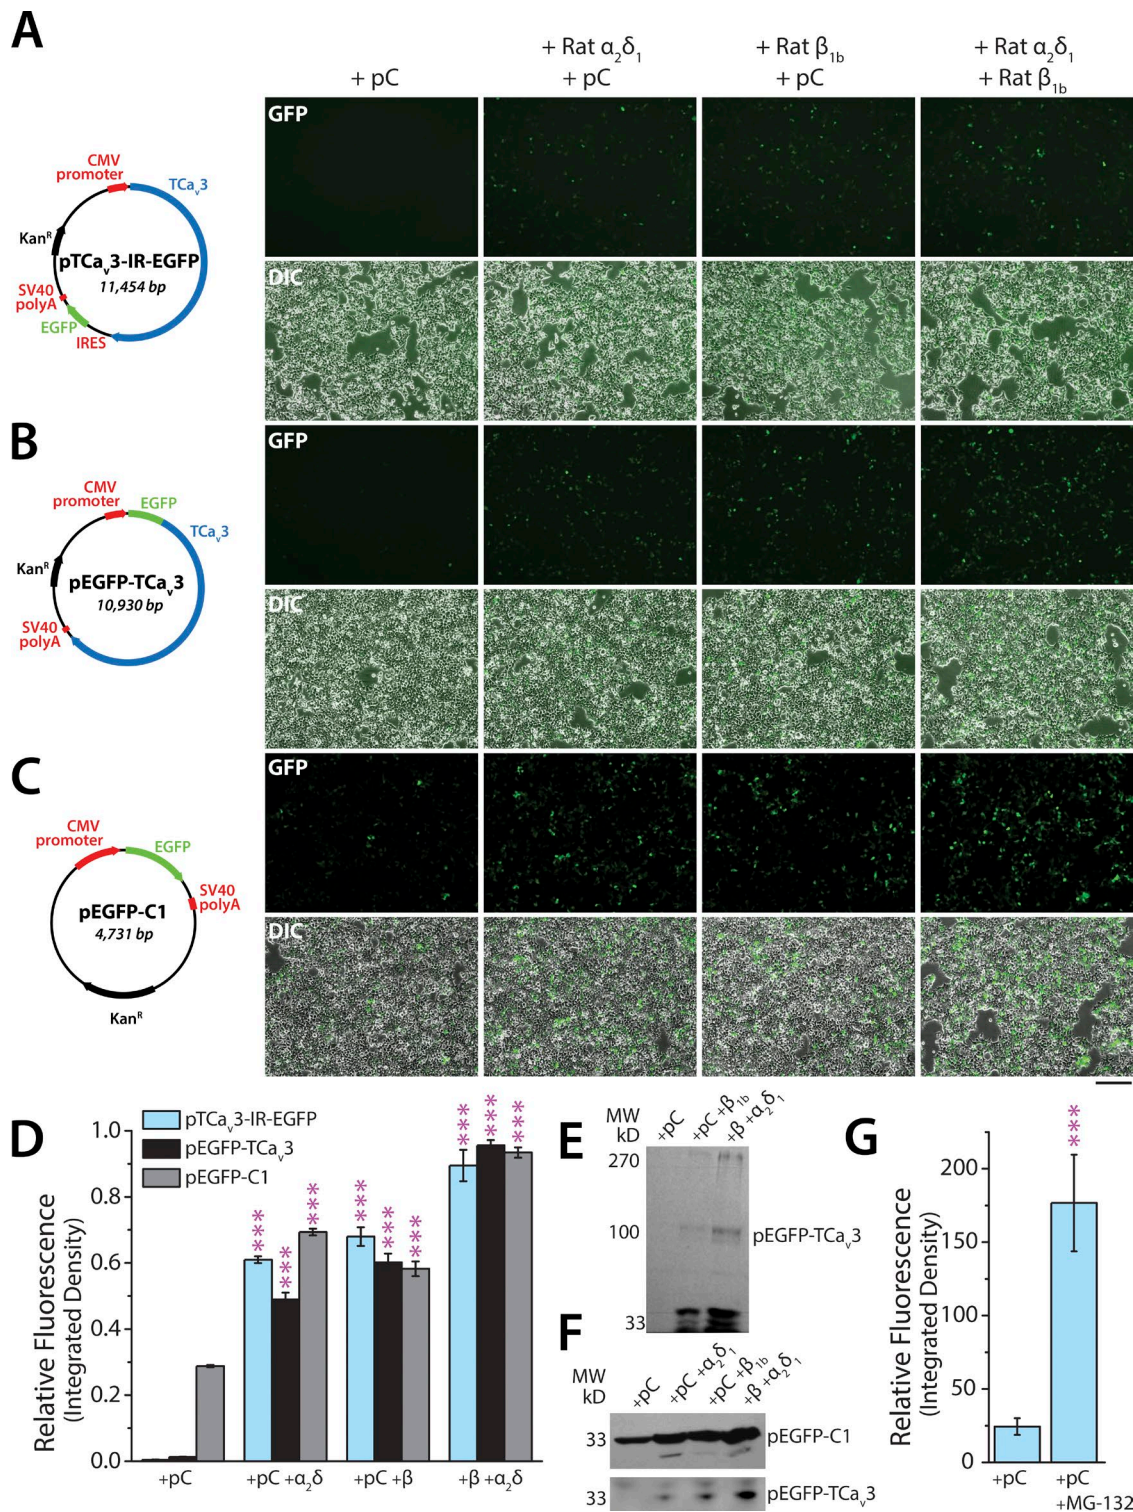 A
+ pC
+ Rat α₂δ₁
+ pC
+ Rat β₁b
+ pC
+ Rat α₂δ₁
+ Rat β₁b
GFP
DIC
CMV
promoter
TCaᵥ3
Kanᴿ
pTCaᵥ3-IR-EGFP
11,454 bp
SV40
polyA
EGFP
IRES
B
GFP
DIC
CMV
promoter
EGFP
TCaᵥ3
Kanᴿ
pEGFP-TCaᵥ3
10,930 bp
SV40
polyA
C
GFP
DIC
CMV
promoter
EGFP
SV40
polyA
pEGFP-C1
4,731 bp
Kanᴿ
D
pTCaᵥ3-IR-EGFP
pEGFP-TCaᵥ3
pEGFP-C1
Relative Fluorescence
(Integrated Density)
1.0
0.8
0.6
0.4
0.2
0.0
***
***
***
***
***
***
***
***
***
+pC
+pC +α₂δ
+pC +β
+β +α₂δ
E
MW
kD
+pC
+pC +β₁b
+β +α₂δ₁
270
100
33
pEGFP-TCaᵥ3
F
MW
kD
+pC
+pC +α₂δ₁
+pC +β₁b
+β +α₂δ₁
33
pEGFP-C1
33
pEGFP-TCaᵥ3
G
Relative Fluorescence
(Integrated Density)
200
175
150
100
75
50
25
0
***
+pC
+pC
+MG-132